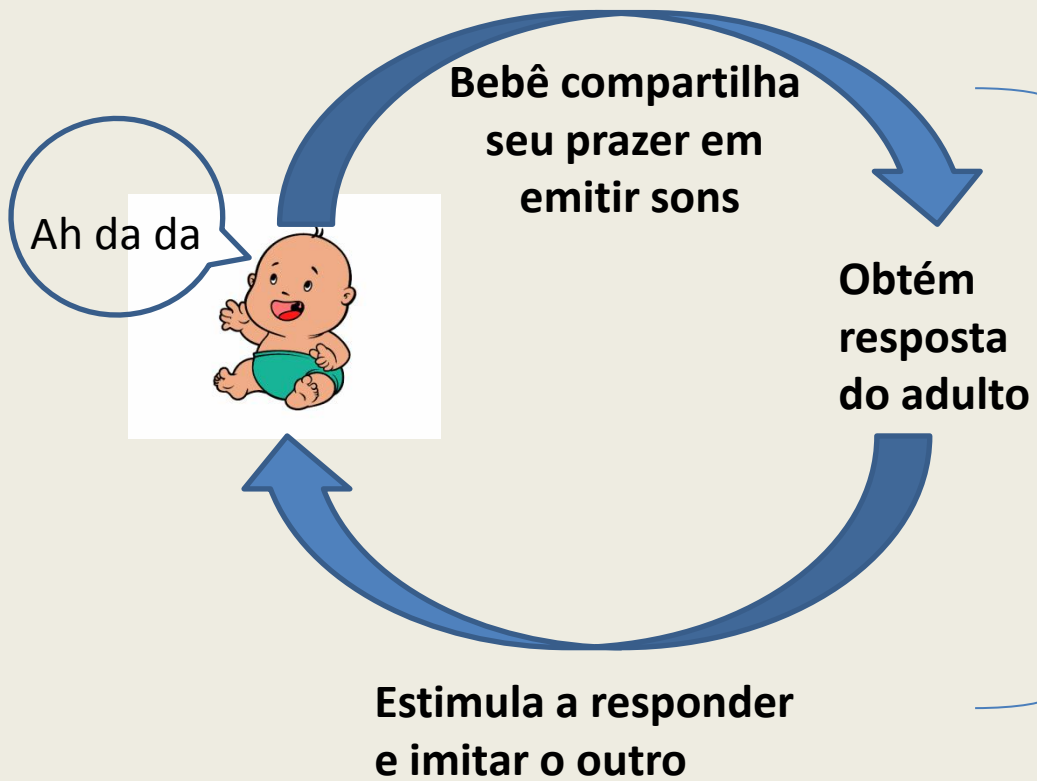 Bebê compartilha
seu prazer em
emitir sons
Ah da da
Obtém
resposta
do adulto
Estimula a responder
e imitar o outro